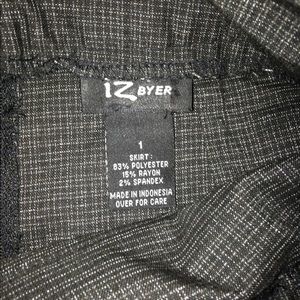 IZ BYER
1
SKIRT:
83% POLYESTER
15% RAYON
2% SPANDEX
MADE IN INDONESIA
OVER FOR CARE